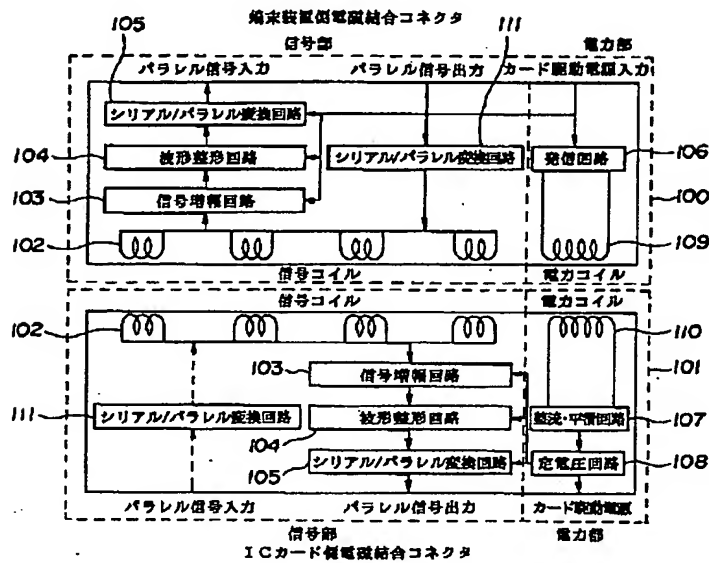 端末装置側電磁結合コネクタ
信号部
電力部
105
111
パラレル信号入力
パラレル信号出力
カード駆動電源入力
シリアル/パラレル変換回路
104
波形整形回路
シリアル/パラレル変換回路
発信回路
106
103
信号増幅回路
100
102
109
信号コイル
電力コイル
信号コイル
電力コイル
102
110
103
信号増幅回路
101
111
シリアル/パラレル変換回路
波形整形回路
整流・平滑回路
107
104
シリアル/パラレル変換回路
定電圧回路
108
105
パラレル信号入力
パラレル信号出力
カード駆動電源
信号部
電力部
ICカード側電磁結合コネクタ